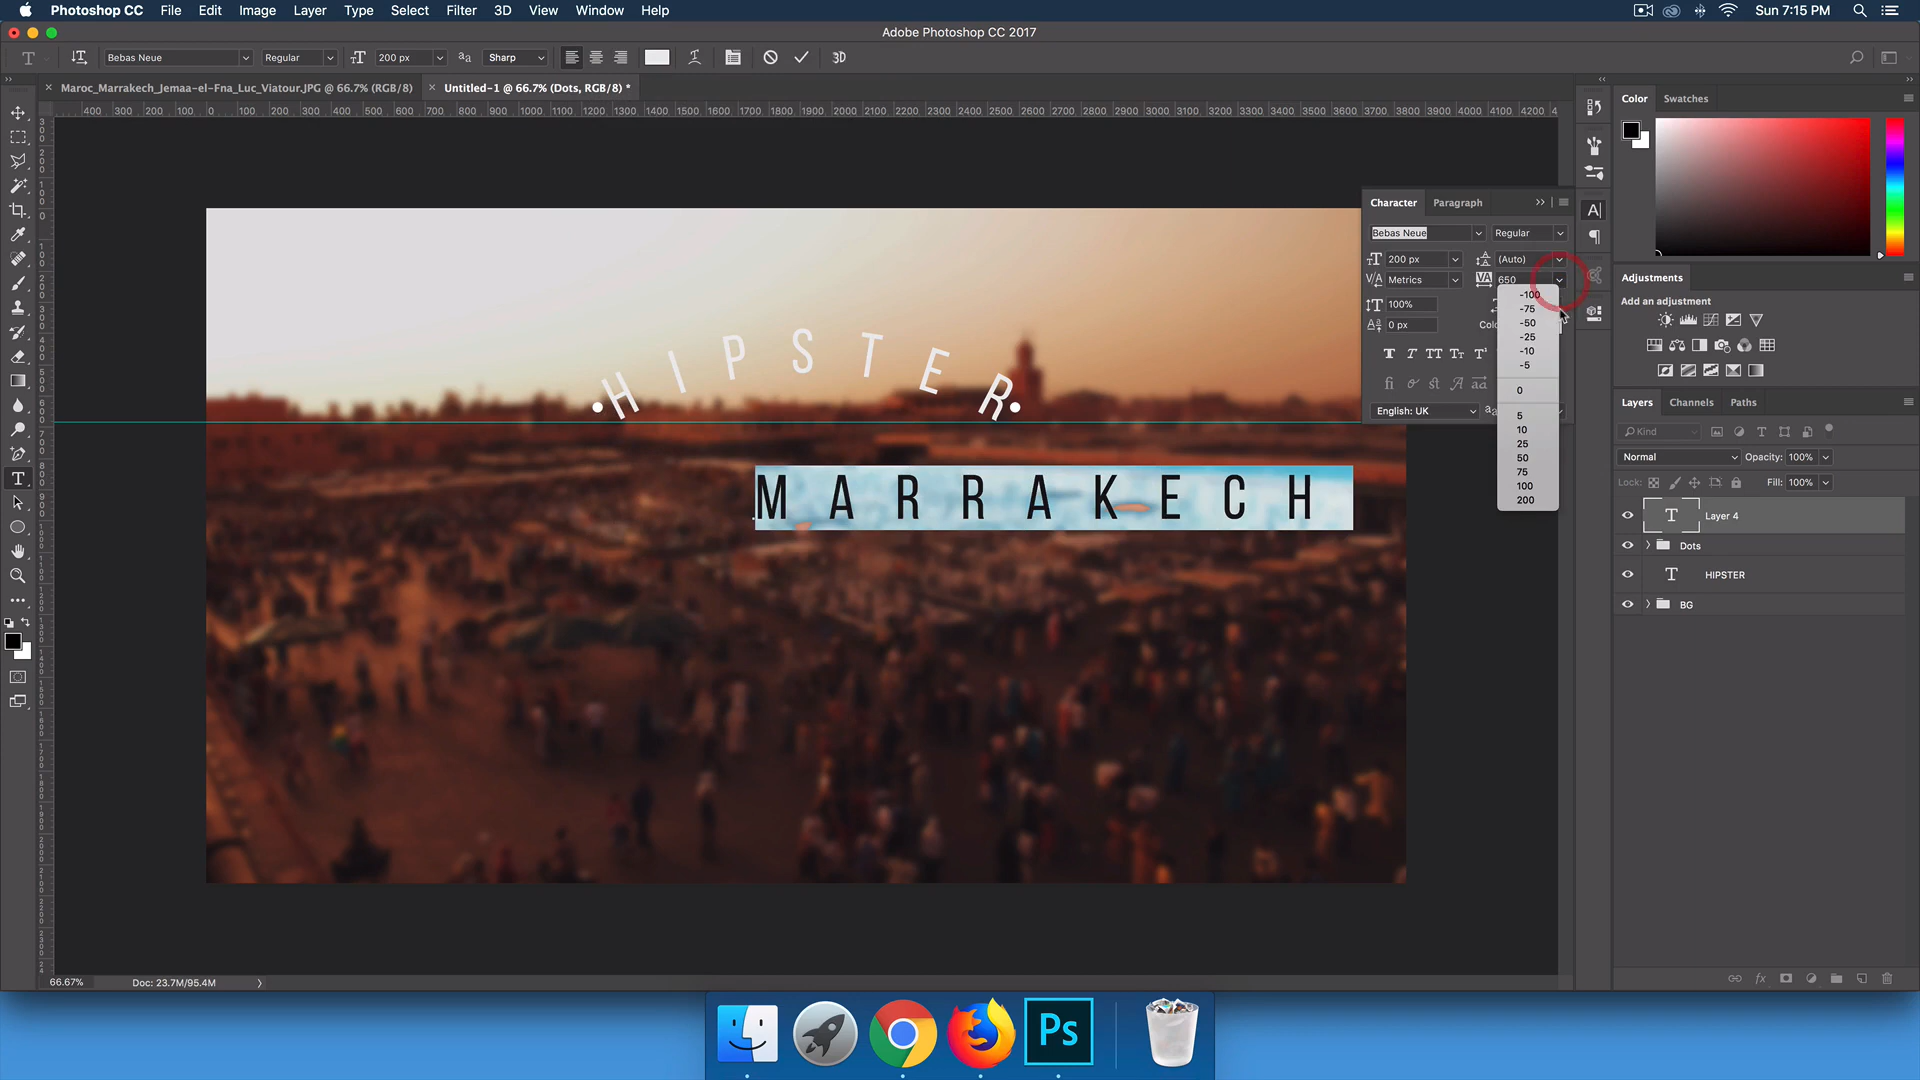 Photoshop CC File Edit Image Layer Type Select Filter 3D View Window Help Sun 7:15 PM
Adobe Photoshop CC 2017
Bebas Neue Regular 200 px Sharp 3D
Maroc_Marrakech_Jemaa-el-Fna_Luc_Viatour.JPG @ 66.7% (RGB/8) Untitled-1 @ 66.7% (Dots, RGB/8) *
400 300 200 100 0 100 200 300 400 500 600 700 800 900 1000 1100 1200 1300 1400 1500 1600 1700 1800 1900 2000 2100 2200 2300 2400 2500 2600 2700 2800 2900 3000 3100 3200 3300 3400 3500 3600 3700 3800 3900 4000 4100 4200 4
Color Swatches
Character Paragraph
Bebas Neue Regular
200 px (Auto)
Metrics 650
100%
0 px Colo
English: UK
-100
-75
-50
-25
-10
-5
0
5
10
25
50
75
100
200
HIPSTER
MARRAKECH
Adjustments
Add an adjustment
Layers Channels Paths
Kind
Normal Opacity: 100%
Lock: Fill: 100%
Layer 4
Dots
HIPSTER
BG
66.67% Doc: 23.7M/95.4M
Ps